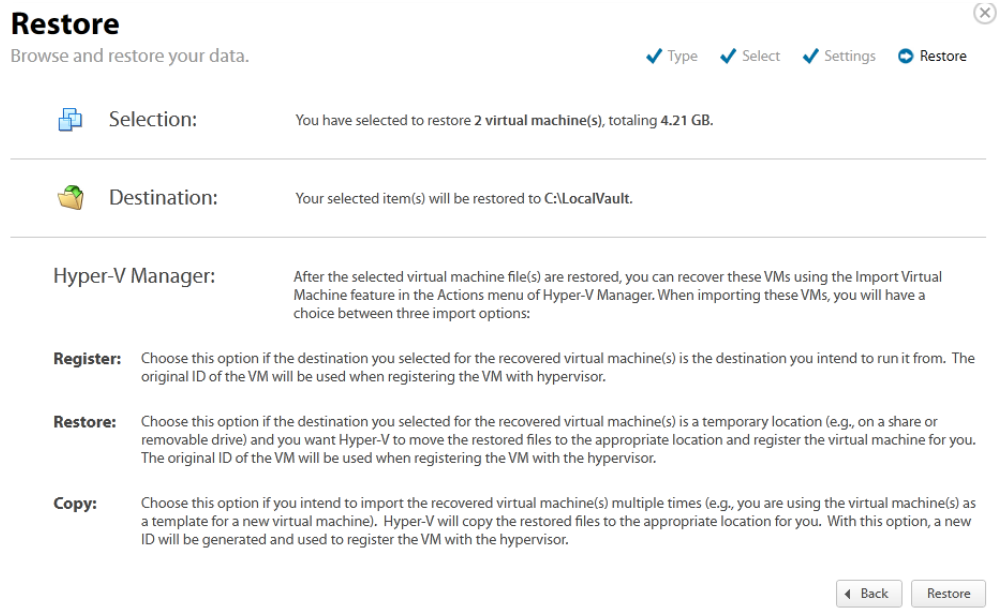 Restore
Browse and restore your data.
Type Select Settings Restore
Selection: You have selected to restore 2 virtual machine(s), totaling 4.21 GB.
Destination: Your selected item(s) will be restored to C:\LocalVault.
Hyper-V Manager: After the selected virtual machine file(s) are restored, you can recover these VMs using the Import Virtual
Machine feature in the Actions menu of Hyper-V Manager. When importing these VMs, you will have a
choice between three import options:
Register: Choose this option if the destination you selected for the recovered virtual machine(s) is the destination you intend to run it from. The
original ID of the VM will be used when registering the VM with hypervisor.
Restore: Choose this option if the destination you selected for the recovered virtual machine(s) is a temporary location (e.g., on a share or
removable drive) and you want Hyper-V to move the restored files to the appropriate location and register the virtual machine for you.
The original ID of the VM will be used when registering the VM with the hypervisor.
Copy: Choose this option if you intend to import the recovered virtual machine(s) multiple times (e.g., you are using the virtual machine(s) as
a template for a new virtual machine). Hyper-V will copy the restored files to the appropriate location for you. With this option, a new
ID will be generated and used to register the VM with the hypervisor.
Back Restore